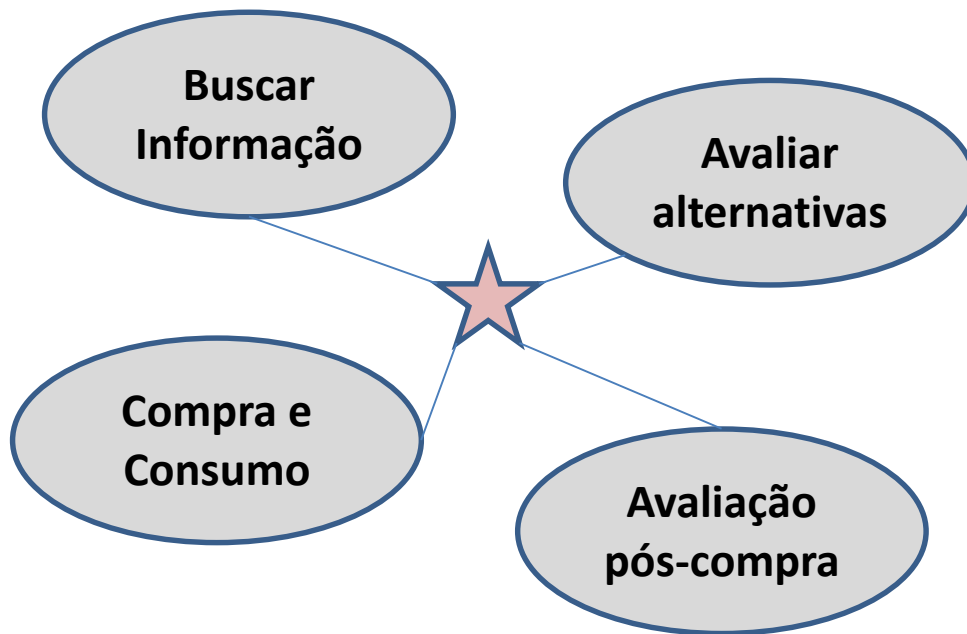 Buscar
Informação
Avaliar
alternativas
Compra e
Consumo
Avaliação
pós-compra